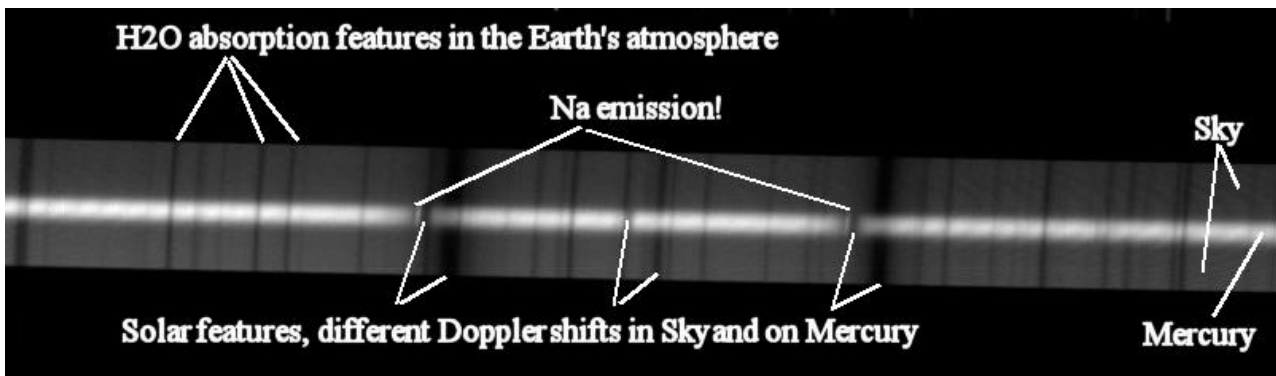 H2O absorption features in the Earth's atmosphere
Na emission!
Sky
Solar features, different Doppler shifts in Sky and on Mercury
Mercury